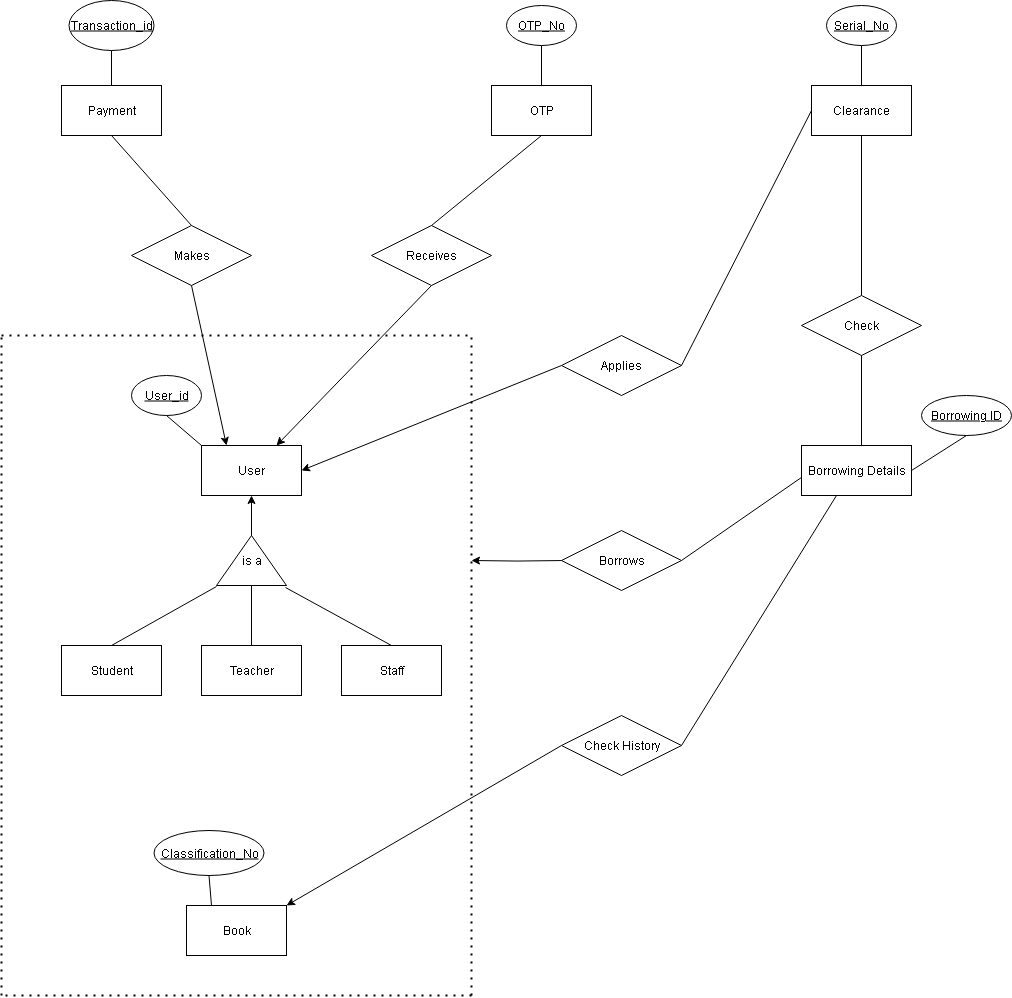 Transaction_id
OTP_No
Serial_No
Payment
OTP
Clearance
Makes
Receives
Check
Applies
User_id
Borrowing ID
User
Borrowing Details
is a
Borrows
Student
Teacher
Staff
Check History
Classification_No
Book